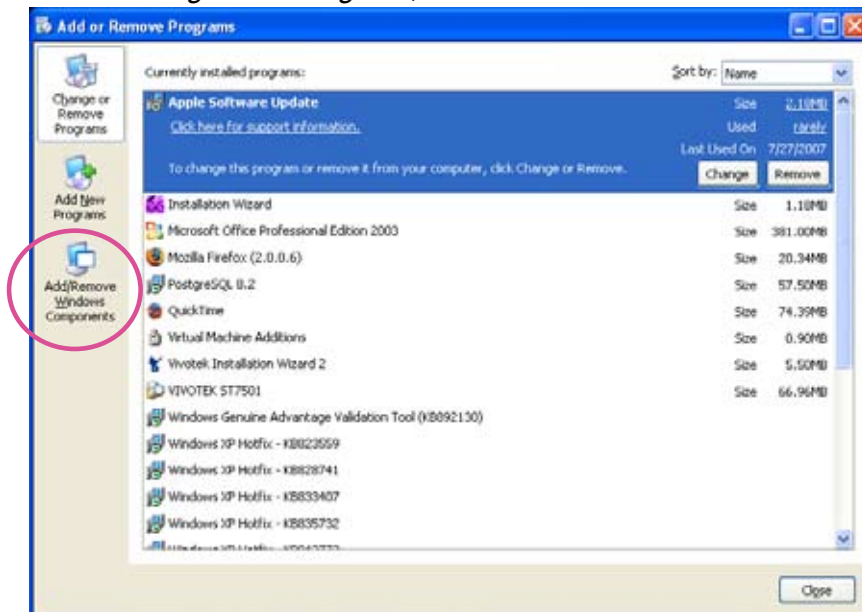 Add or Remove Programs
Change or
Remove
Programs
Add New
Programs
Add/Remove
Windows
Components
Currently installed programs:
Sort by: Name
Apple Software Update Size 2.18MB
Click here for support information. Used rarely
Last Used On 7/27/2007
To change this program or remove it from your computer, click Change or Remove. Change Remove
Installation Wizard Size 1.18MB
Microsoft Office Professional Edition 2003 Size 381.00MB
Mozilla Firefox (2.0.0.6) Size 20.34MB
PostgreSQL 8.2 Size 57.50MB
QuickTime Size 74.39MB
Virtual Machine Additions Size 0.90MB
Vivotek Installation Wizard 2 Size 5.50MB
VIVOTEK ST7501 Size 66.96MB
Windows Genuine Advantage Validation Tool (KB892130)
Windows XP Hotfix - KB823559
Windows XP Hotfix - KB828741
Windows XP Hotfix - KB833407
Windows XP Hotfix - KB835732
Close